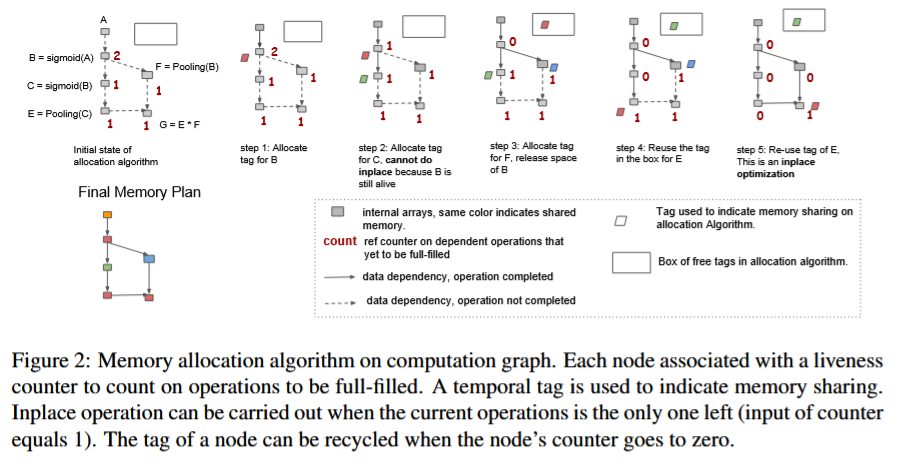 A
B = sigmoid(A)
2
F = Pooling(B)
C = sigmoid(B)
1
1
E = Pooling(C)
1
1
G = E * F
Initial state of
allocation algorithm
2
1
1
1
1
step 1: Allocate
tag for B
1
1
1
1
1
step 2: Allocate tag
for C, cannot do
inplace because B is
still alive
0
1
1
1
1
step 3: Allocate tag
for F, release space
of B
0
0
1
1
1
step 4: Reuse the tag
in the box for E
0
0
0
0
1
step 5: Re-use tag of E,
This is an inplace
optimization
Final Memory Plan
internal arrays, same color indicates shared
memory.
count ref counter on dependent operations that
yet to be full-filled
data dependency, operation completed
data dependency, operation not completed
Tag used to indicate memory sharing on
allocation Algorithm.
Box of free tags in allocation algorithm.
Figure 2: Memory allocation algorithm on computation graph. Each node associated with a liveness
counter to count on operations to be full-filled. A temporal tag is used to indicate memory sharing.
Inplace operation can be carried out when the current operations is the only one left (input of counter
equals 1). The tag of a node can be recycled when the node's counter goes to zero.